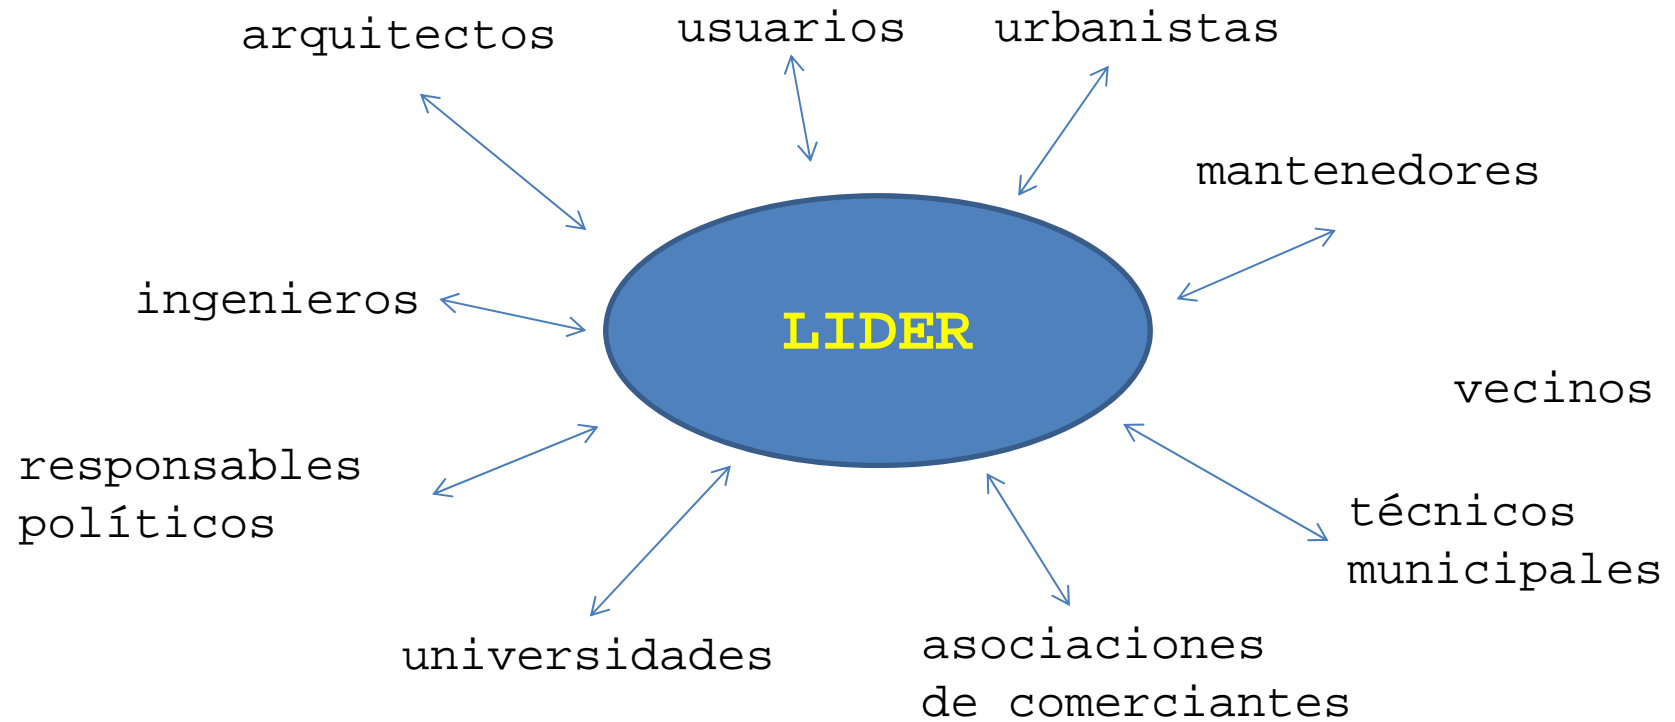 arquitectos
usuarios
urbanistas
mantenedores
ingenieros
LIDER
vecinos
responsables
políticos
técnicos
municipales
universidades
asociaciones
de comerciantes